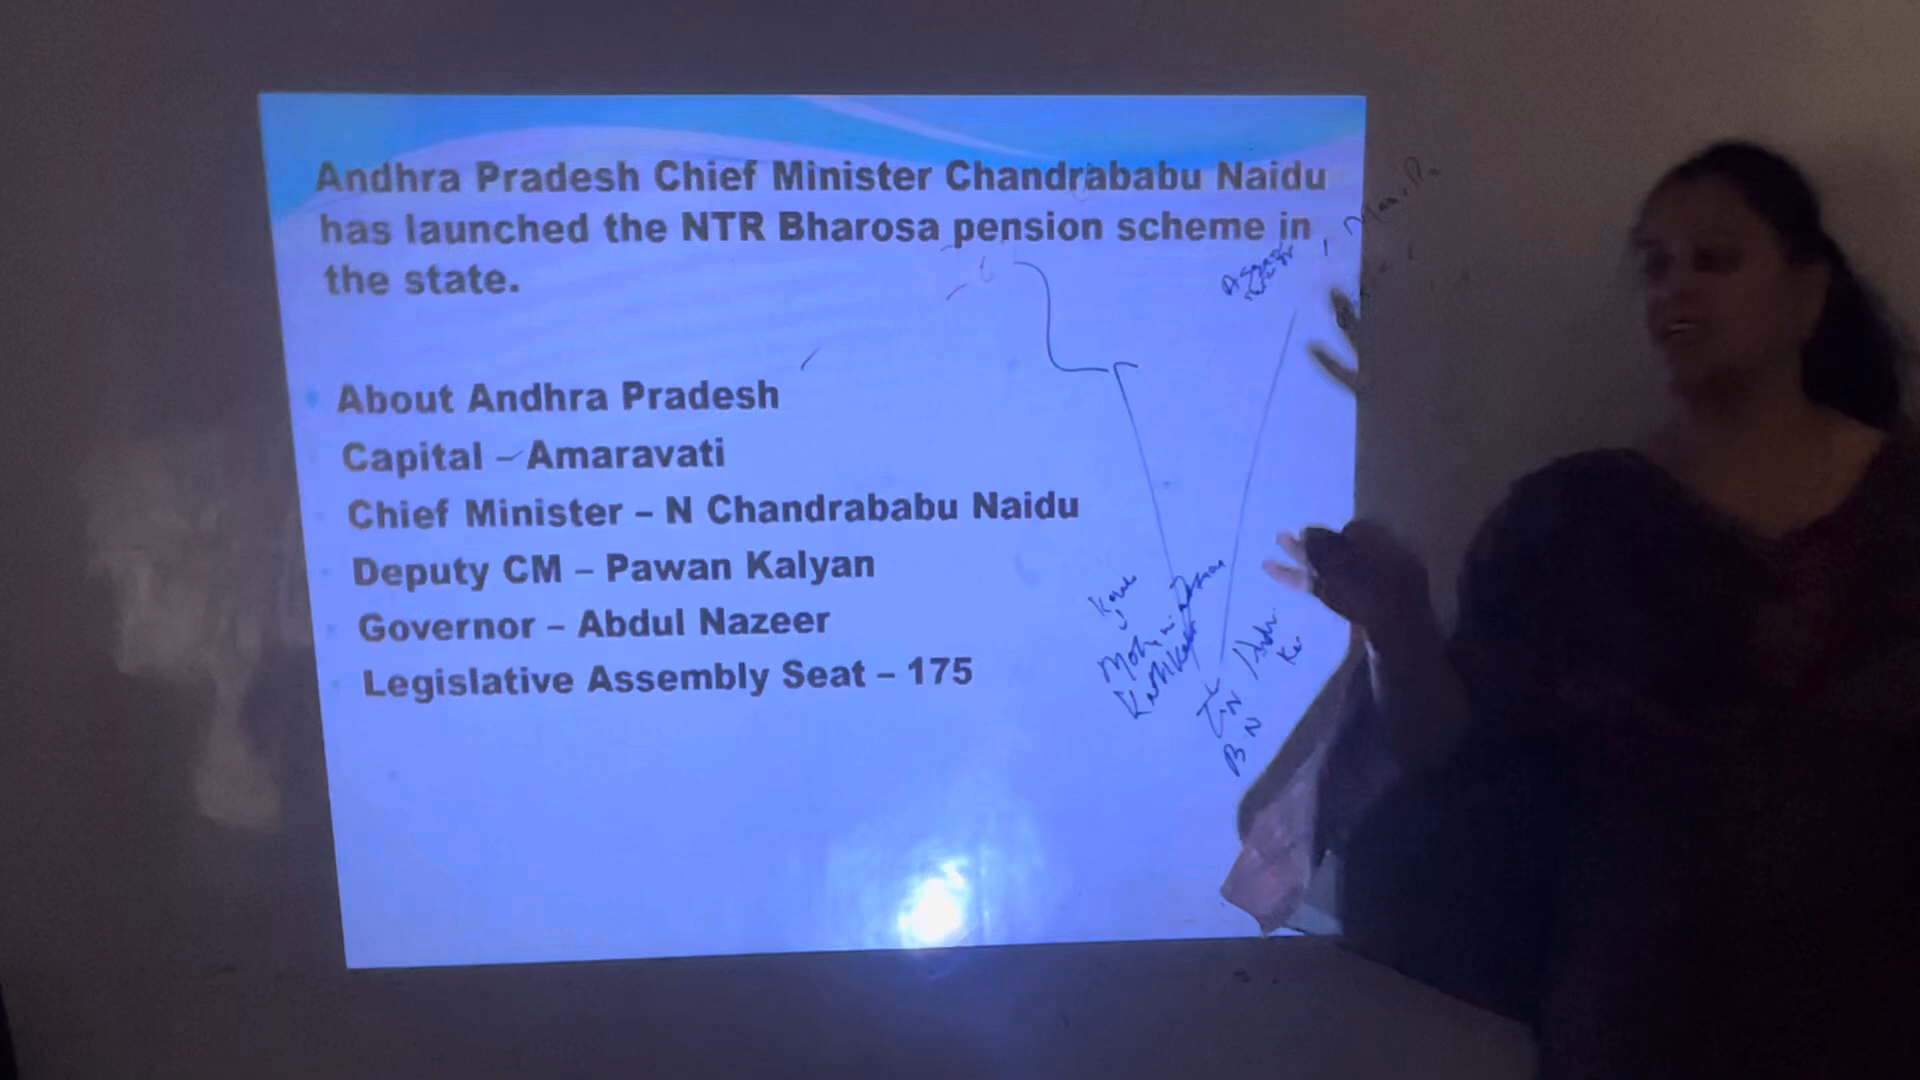 Andhra Pradesh Chief Minister Chandrababu Naidu
has launched the NTR Bharosa pension scheme in
the state.
About Andhra Pradesh
Capital – Amaravati
Chief Minister – N Chandrababu Naidu
Deputy CM – Pawan Kalyan
Governor – Abdul Nazeer
Legislative Assembly Seat – 175